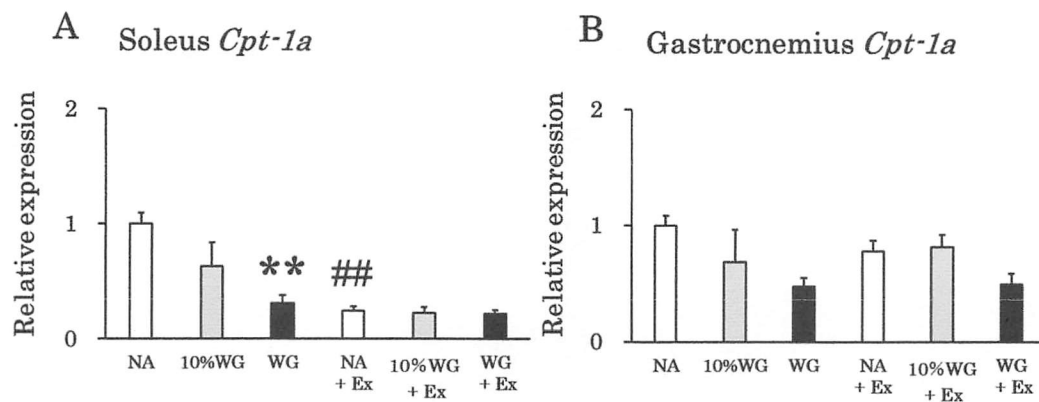 A
Soleus Cpt-1a
Relative expression
2
1
0
**
##
NA
10%WG
WG
NA
+ Ex
10%WG
+ Ex
WG
+ Ex
B
Gastrocnemius Cpt-1a
Relative expression
2
1
0
NA
10%WG
WG
NA
+ Ex
10%WG
+ Ex
WG
+ Ex